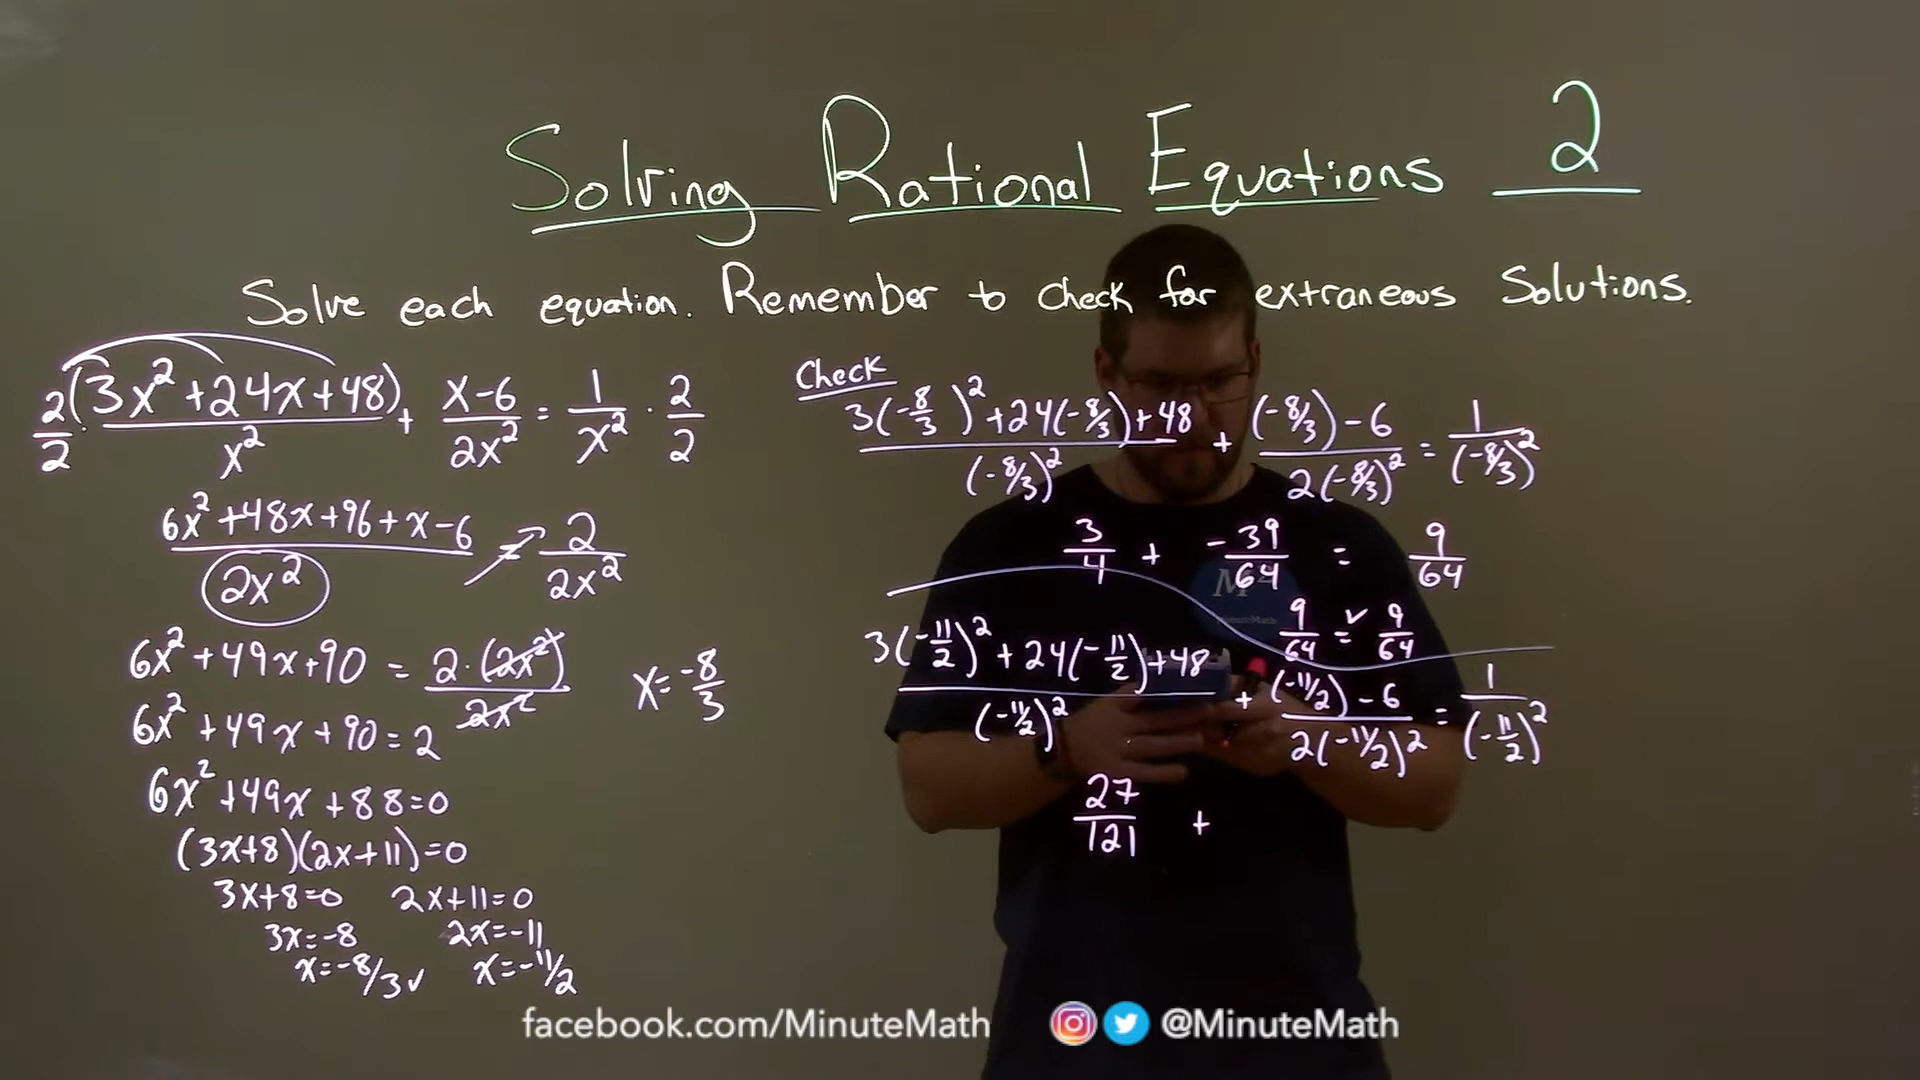 Solving Rational Equations 2
Solve each equation. Remember to check for extraneous Solutions.
2/2 · (3x²+24x+48)/x² + (x-6)/2x² = 1/x² · 2/2
(6x²+48x+96+x-6)/2x² = 2/2x²
6x²+49x+90 = 2·(2x²)/2x²
x = -8/3
6x²+49x+90=2
6x²+49x+88=0
(3x+8)(2x+11)=0
3x+8=0 2x+11=0
3x=-8 2x=-11
x=-8/3✓ x=-11/2
Check
(3(-8/3)²+24(-8/3)+48)/(-8/3)² + ((-8/3)-6)/2(-8/3)² = 1/(-8/3)²
3/4 + -39/64 = 9/64
9/64 =✓ 9/64
(3(-11/2)²+24(-11/2)+48)/(-11/2)² + ((-11/2)-6)/2(-11/2)² = 1/(-11/2)²
27/121 +
M²
MinuteMath
facebook.com/MinuteMath @MinuteMath